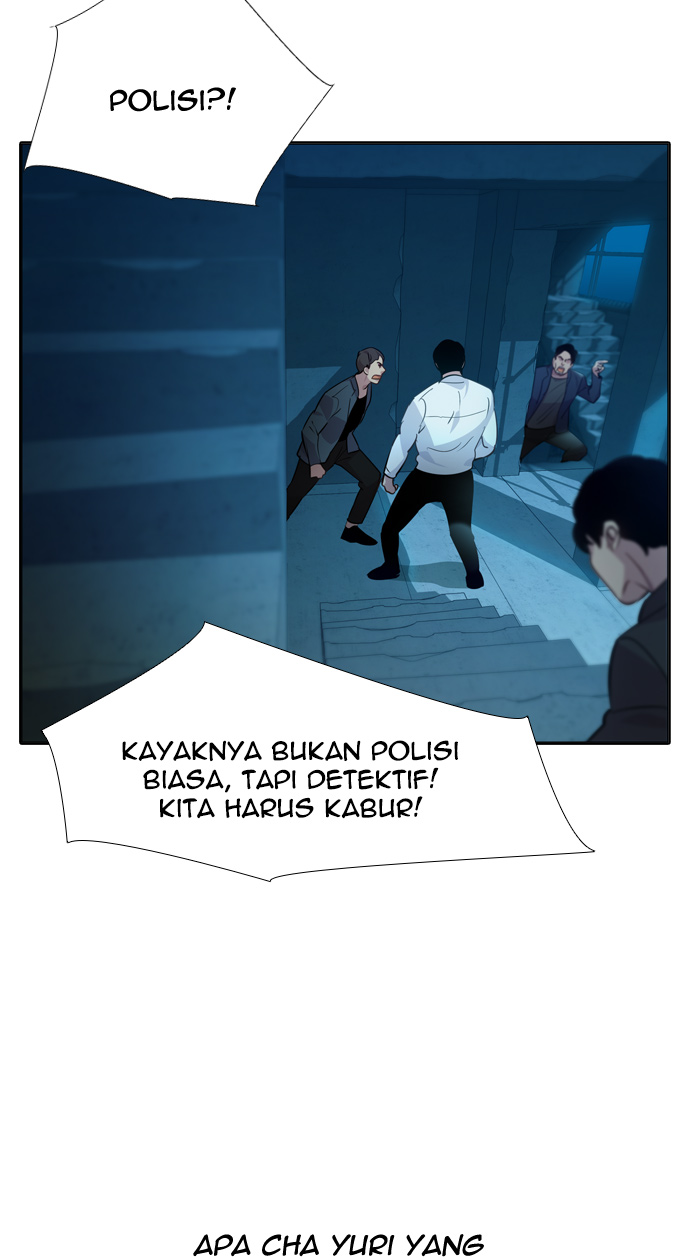 POLISI?!
KAYAKNYA BUKAN POLISI
BIASA, TAPI DETEKTIF!
KITA HARUS KABUR!
APA CHA YURI YANG